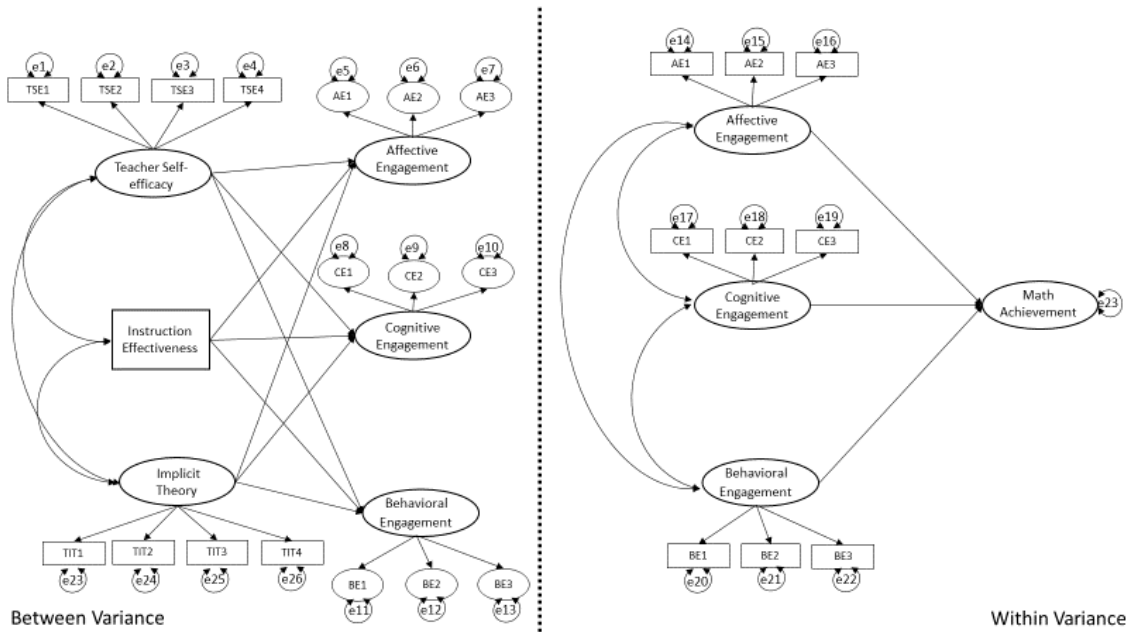 e1 e2 e3 e4
TSE1 TSE2 TSE3 TSE4
Teacher Self-
efficacy
Instruction
Effectiveness
Implicit
Theory
TIT1 TIT2 TIT3 TIT4
e23 e24 e25 e26
e5 e6 e7
AE1 AE2 AE3
Affective
Engagement
e8 e9 e10
CE1 CE2 CE3
Cognitive
Engagement
Behavioral
Engagement
BE1 BE2 BE3
e11 e12 e13
Between Variance
e14 e15 e16
AE1 AE2 AE3
Affective
Engagement
e17 e18 e19
CE1 CE2 CE3
Cognitive
Engagement
Math
Achievement
e23
Behavioral
Engagement
BE1 BE2 BE3
e20 e21 e22
Within Variance